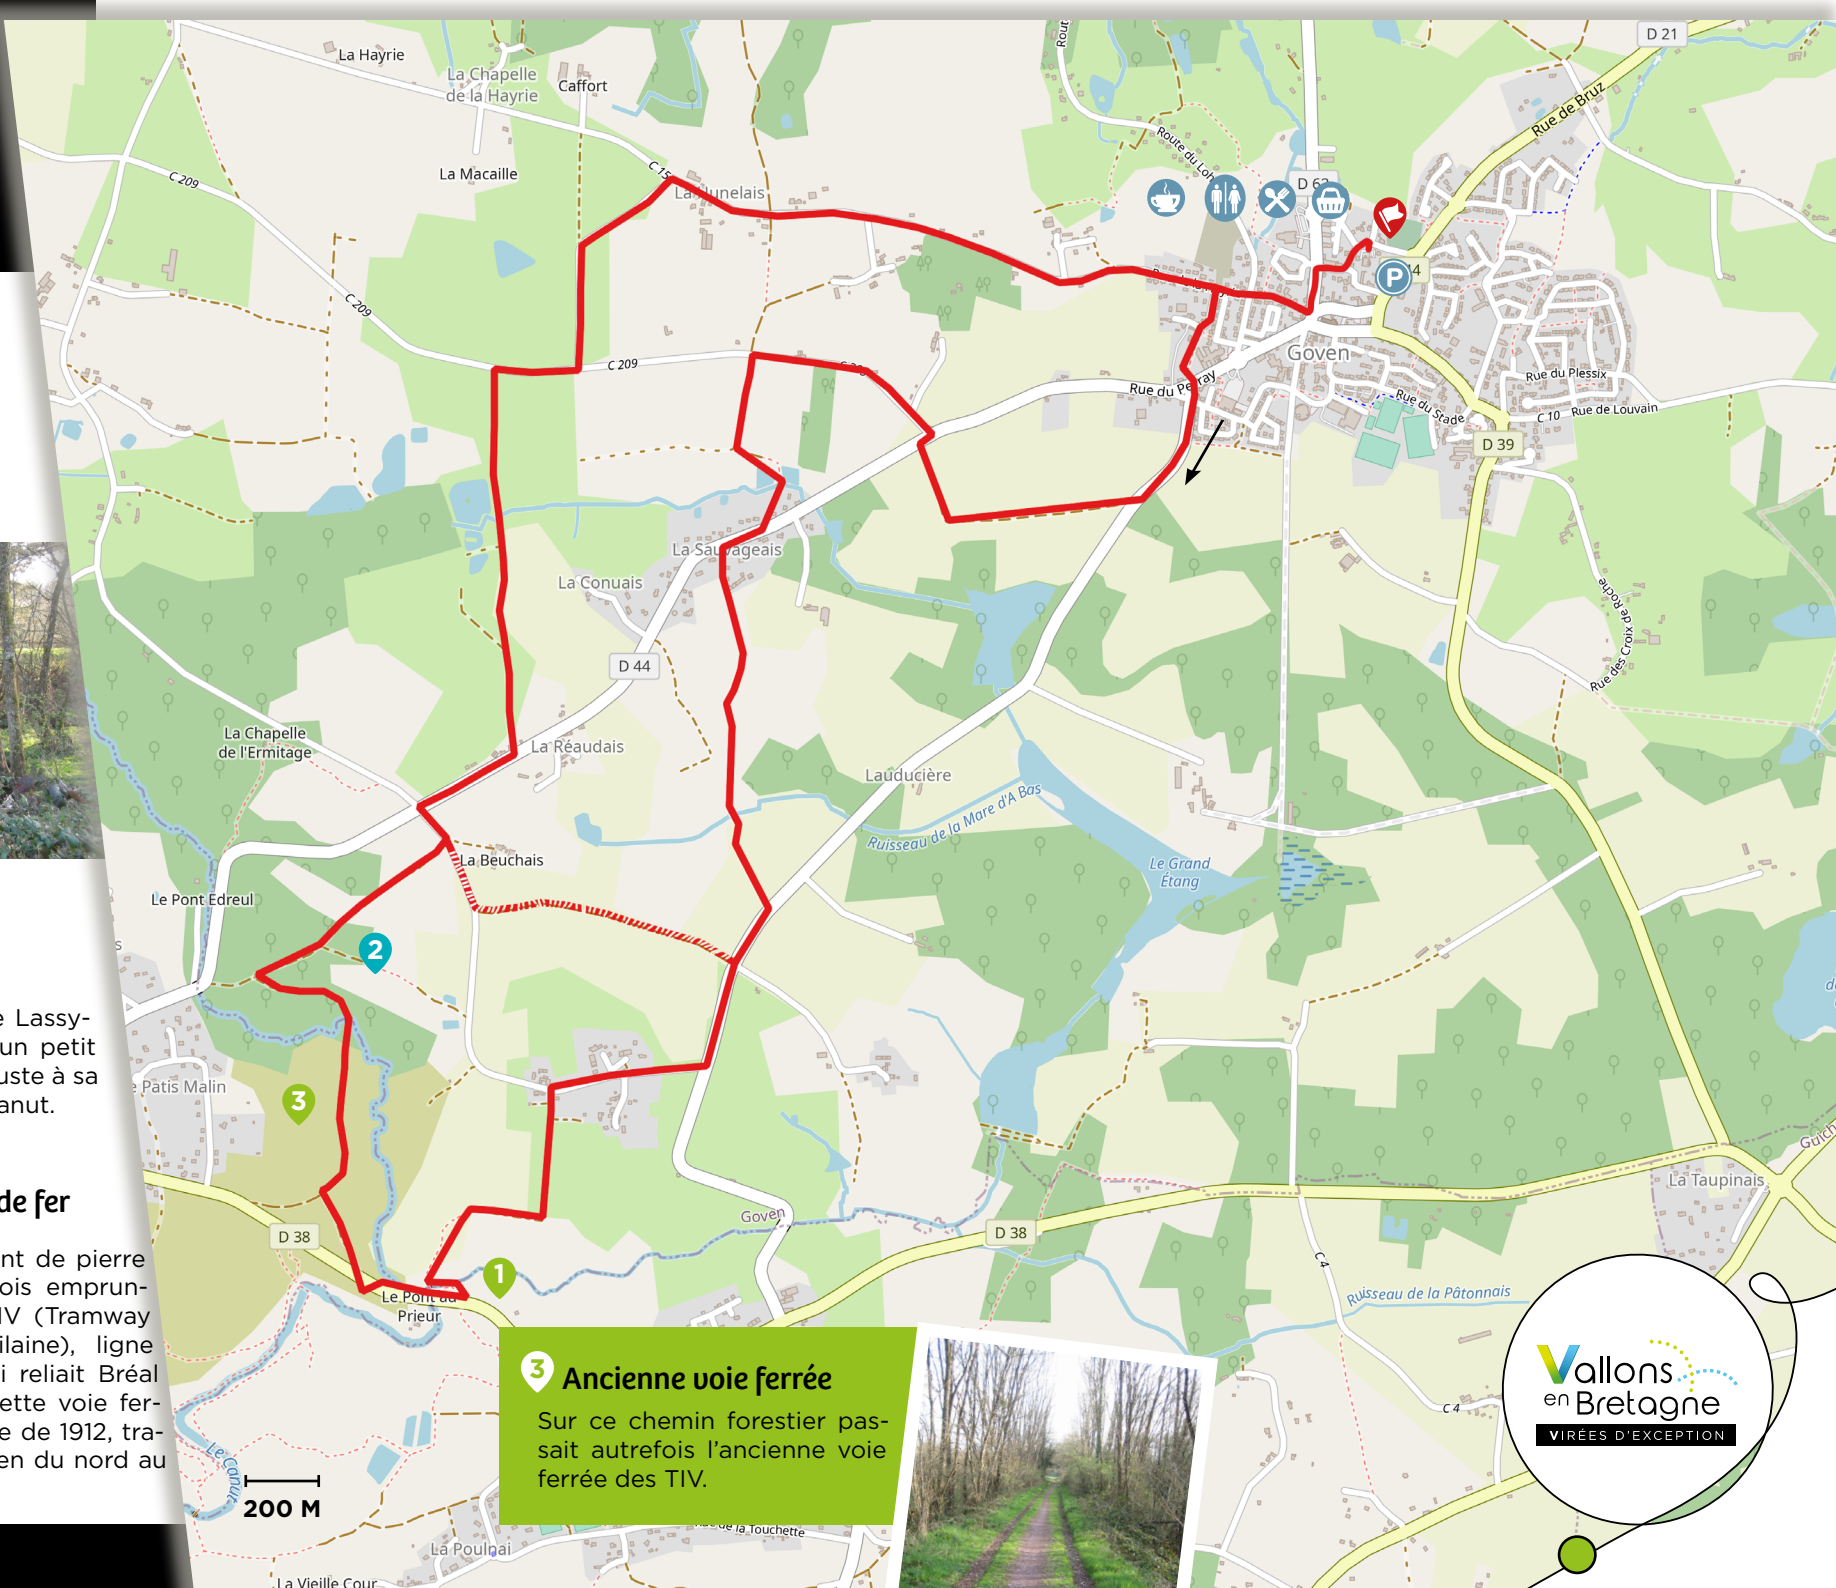 D 21
La Hayrie
La Chapelle
de la Hayrie
Caffort
Rue de Bruz
Route du Loh
C 15
C 209
La Macaille
D 62
C 209
D 44
P
Goven
C 209
Rue du Perray
Rue du Plessix
Rue du Stade
C 10
Rue de Louvain
D 39
La Sauvageais
La Conuais
Rue des Croix de Roche
D 44
La Chapelle
de l'Ermitage
La Réaudais
Lauducière
Ruisseau de la Mare d'A Bas
La Beuchais
Le Grand
Étang
Le Pont Edreul
2
e Lassy-
un petit
uste à sa
anut.
Patis Malin
3
de fer
La Taupinais
Goven
D 38
D 38
nt de pierre
ois emprun-
IV (Tramway
ilaine), ligne
i reliait Bréal
ette voie fer-
e de 1912, tra-
en du nord au
1
Le Pont au
Prieur
C 4
Ruisseau de la Pâtonnais
3 Ancienne voie ferrée
Sur ce chemin forestier pas-
sait autrefois l'ancienne voie
ferrée des TIV.
Vallons
en Bretagne
VIRÉES D'EXCEPTION
C 4
Le Canut
200 M
La Poulnai
La Vieille Cour